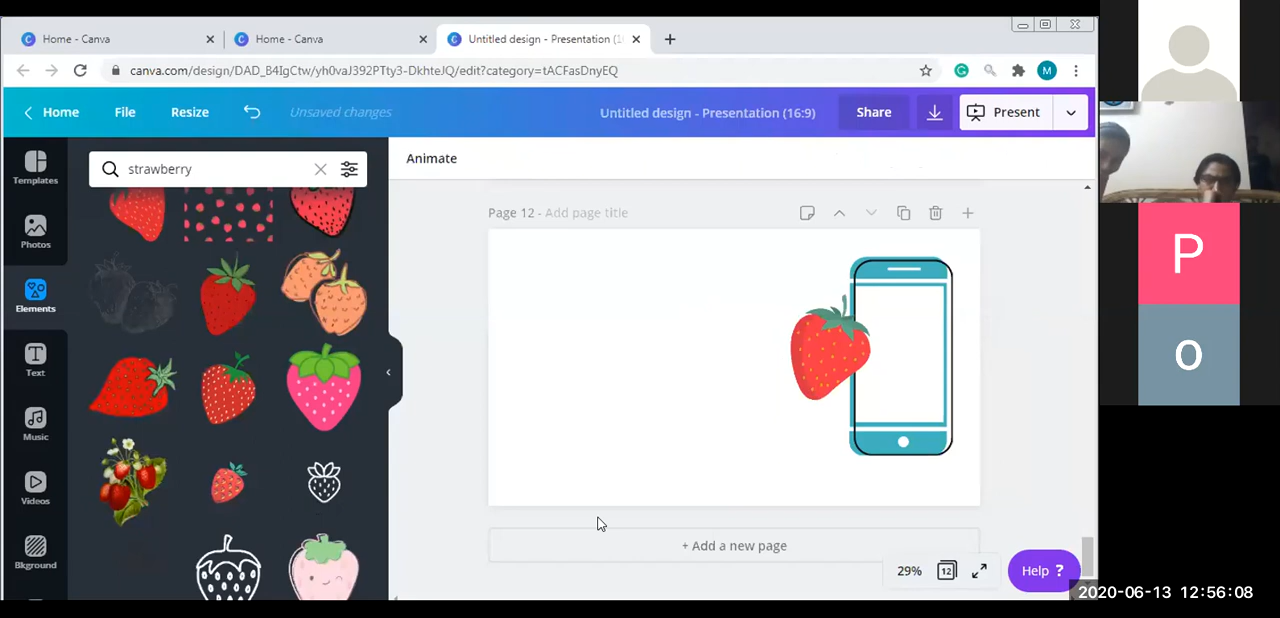 Home - Canva
Home - Canva
Untitled design - Presentation (1
canva.com/design/DAD_B4IgCtw/yh0vaJ392PTty3-DkhteJQ/edit?category=tACFasDnyEQ
M
Home
File
Resize
Unsaved changes
Untitled design - Presentation (16:9)
Share
Present
Templates
Photos
Elements
Text
Music
Videos
Bkground
strawberry
Animate
Page 12 - Add page title
+ Add a new page
29%
12
Help ?
P
O
2020-06-13 12:56:08